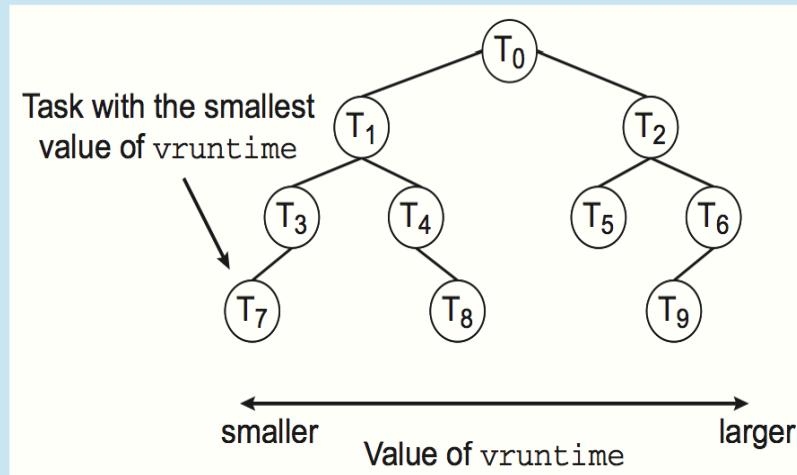 T0
Task with the smallest
value of vruntime
T1
T2
T3
T4
T5
T6
T7
T8
T9
smaller
larger
Value of vruntime